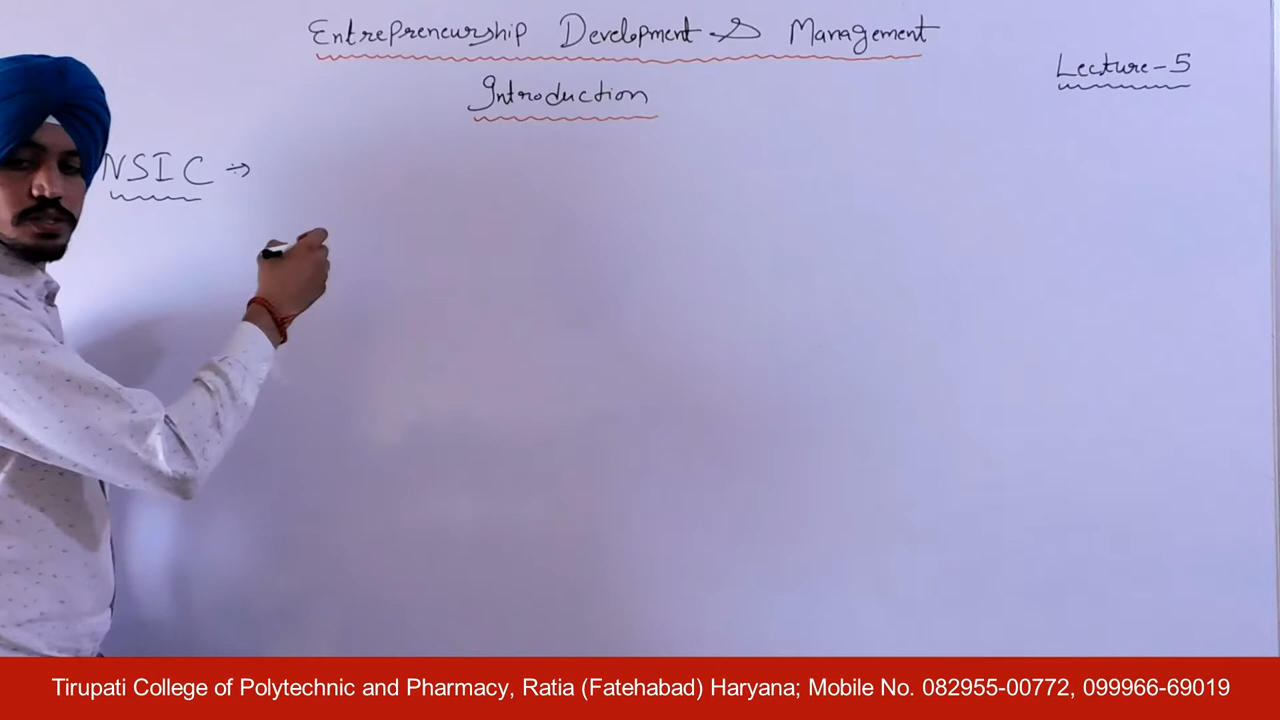 Entrepreneurship Development & Management
Lecture-5
Introduction
NSIC ÷>
Tirupati College of Polytechnic and Pharmacy, Ratia (Fatehabad) Haryana; Mobile No. 082955-00772, 099966-69019